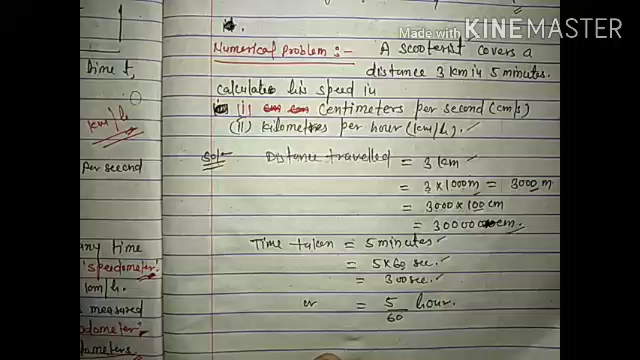 Made with KINEMASTER
Numerical problem :- A scooterist covers a
distance 3 km in 5 minutes.
calculate his speed in
(i) Centimeters per second (cm/s)
(ii) Kilometres per hour (km/h).
Sol- Distance travelled = 3 km
= 3 × 1000 m = 3000 m
= 3000 × 100 cm
= 300000 cm.
Time taken = 5 minutes
= 5×60 sec.
= 300 sec.
or = 5/60 hour.
time t,
km/h
per second
any time
speedometer.
km/h.
measured
odometer.
odometers